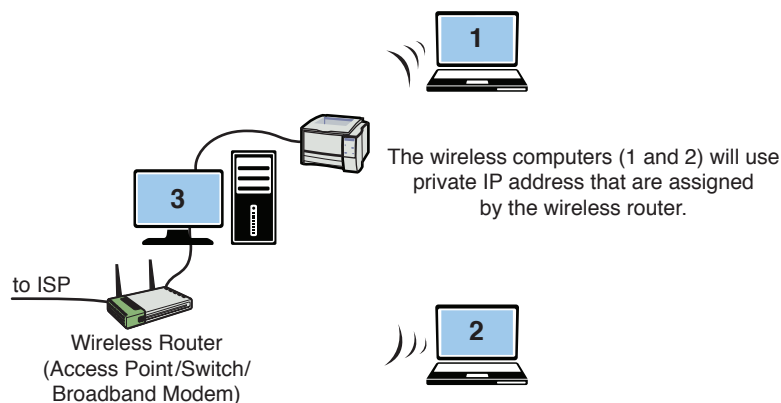 1
The wireless computers (1 and 2) will use
private IP address that are assigned
by the wireless router.
3
to ISP
2
Wireless Router
(Access Point/Switch/
Broadband Modem)